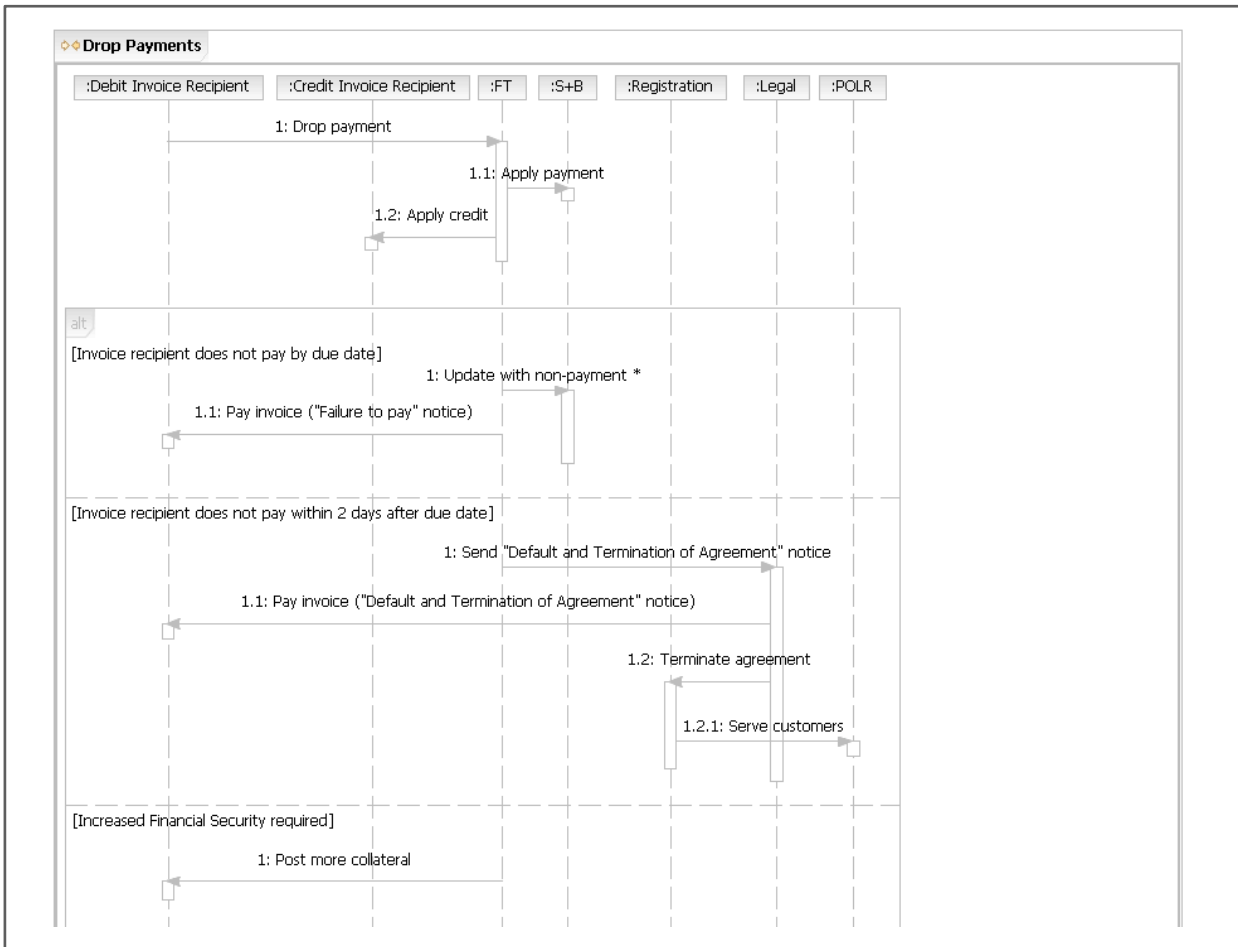 Drop Payments
:Debit Invoice Recipient
:Credit Invoice Recipient
:FT
:S+B
:Registration
:Legal
:POLR
1: Drop payment
1.1: Apply payment
1.2: Apply credit
alt
[Invoice recipient does not pay by due date]
1: Update with non-payment *
1.1: Pay invoice ("Failure to pay" notice)
[Invoice recipient does not pay within 2 days after due date]
1: Send "Default and Termination of Agreement" notice
1.1: Pay invoice ("Default and Termination of Agreement" notice)
1.2: Terminate agreement
1.2.1: Serve customers
[Increased Financial Security required]
1: Post more collateral